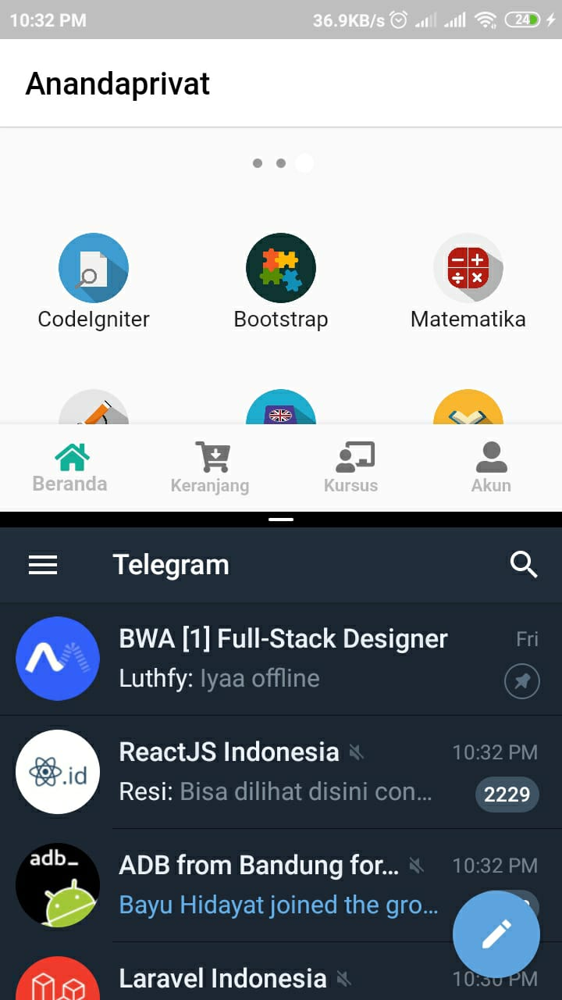 10:32 PM 36.9KB/s 24
Anandaprivat
CodeIgniter Bootstrap Matematika
Beranda Keranjang Kursus Akun
Telegram
BWA [1] Full-Stack Designer Fri
Luthfy: Iyaa offline
.id
ReactJS Indonesia 10:32 PM
Resi: Bisa dilihat disini con... 2229
adb_
ADB from Bandung for... 10:32 PM
Bayu Hidayat joined the gro...
Laravel Indonesia 10:30 PM